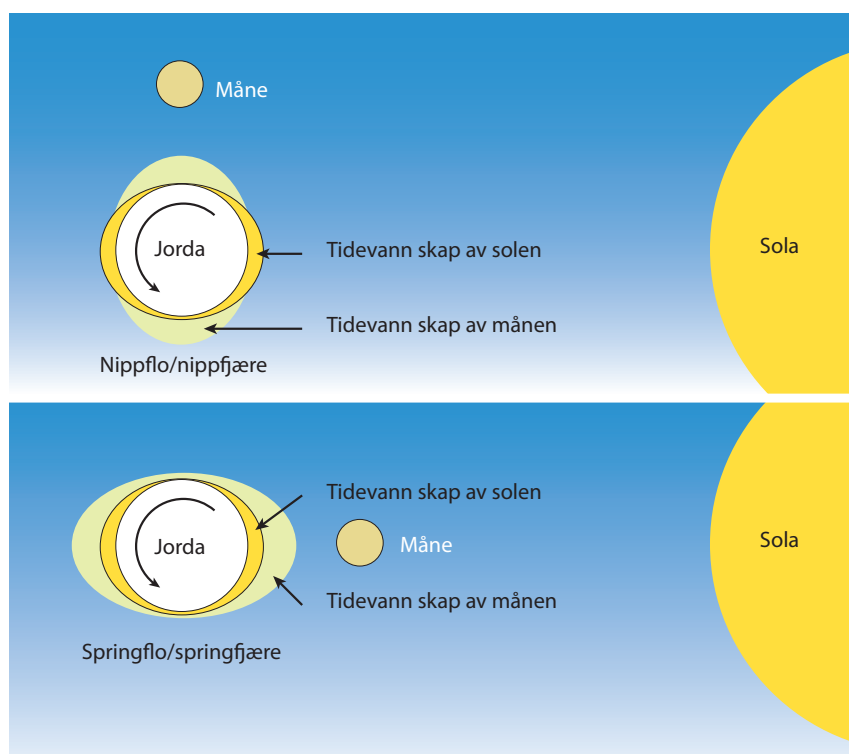 Måne
Jorda
Tidevann skap av solen
Sola
Tidevann skap av månen
Nippflo/nippfjære
Tidevann skap av solen
Jorda
Måne
Sola
Tidevann skap av månen
Springflo/springfjære